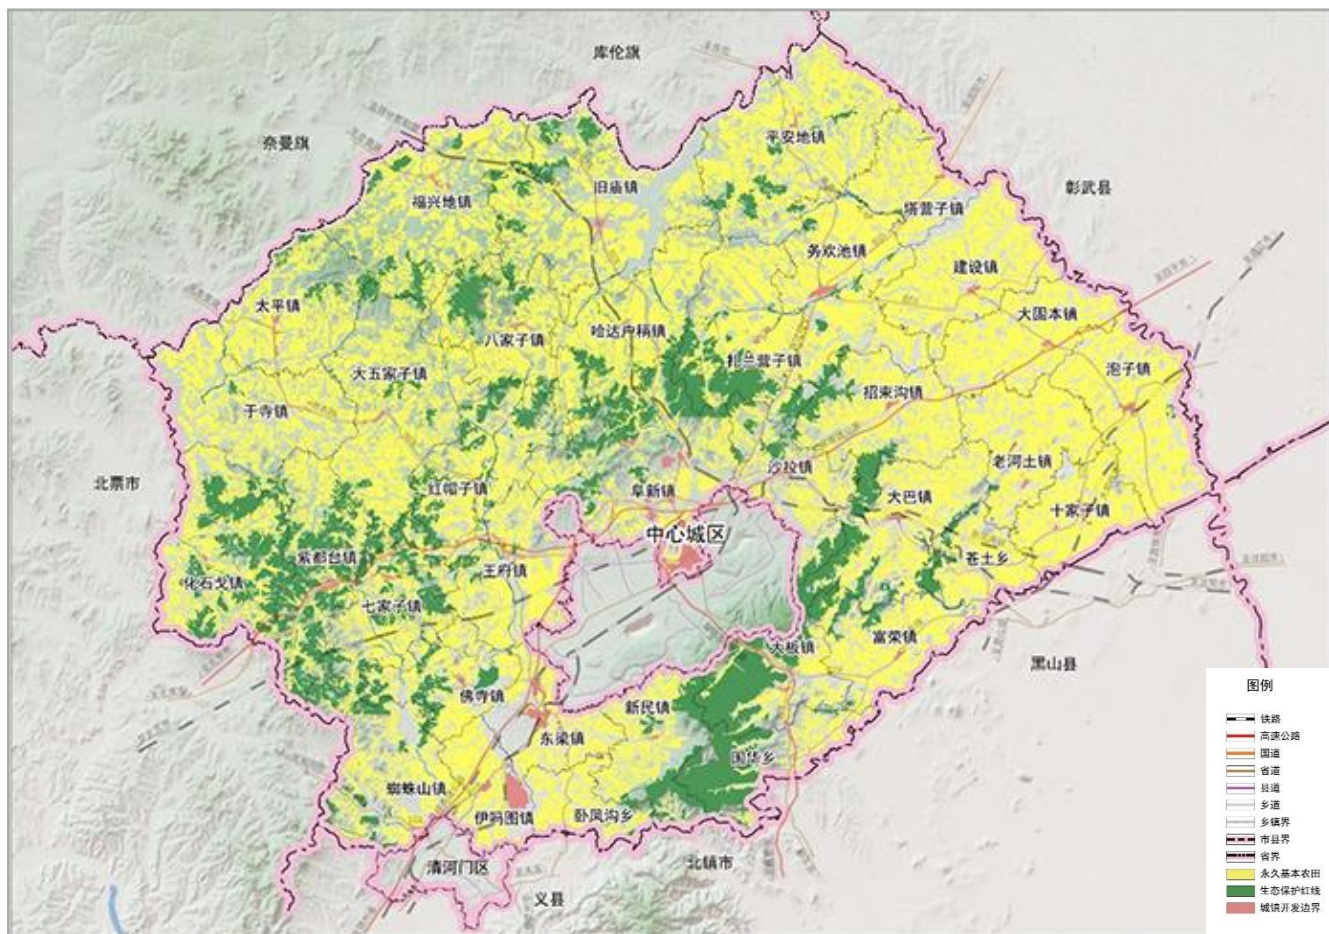 库伦旗
奈曼旗
平安地镇
旧庙镇
彰武县
福兴地镇
塔营子镇
务欢池镇
建设镇
太平镇
大固本镇
哈达户稍镇
八家子镇
扎兰营子镇
泡子镇
大五家子镇
招束沟镇
于寺镇
老河土镇
沙拉镇
北票市
红帽子镇
阜新镇
大巴镇
十家子镇
中心城区
紫都台镇
苍土乡
王府镇
化石戈镇
七家子镇
富荣镇
大板镇
黑山县
佛寺镇
新民镇
东梁镇
国华乡
蜘蛛山镇
伊吗图镇
卧凤沟乡
清河门区
北镇市
义县
图例
铁路
高速公路
国道
省道
县道
乡道
乡镇界
市县界
省界
永久基本农田
生态保护红线
城镇开发边界